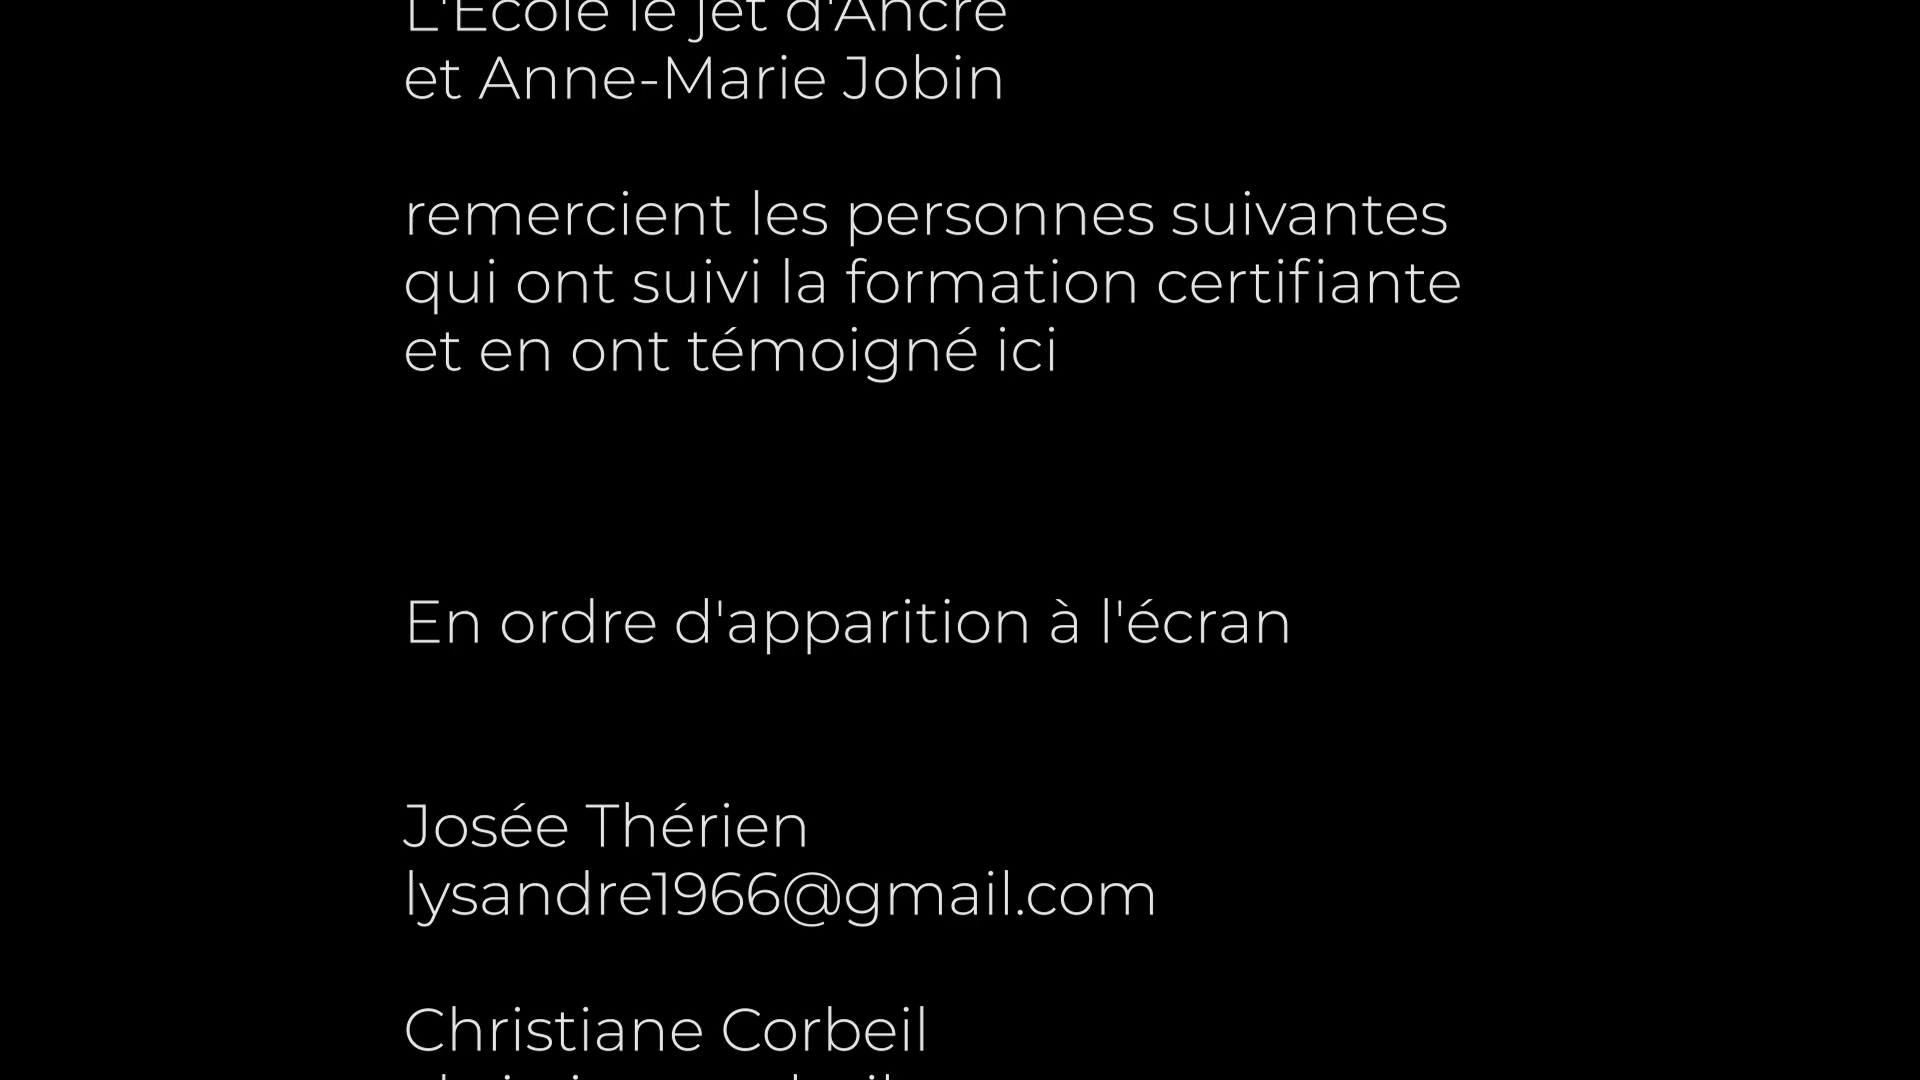 L'École le Jet d'Ancre
et Anne-Marie Jobin
remercient les personnes suivantes
qui ont suivi la formation certifiante
et en ont témoigné ici
En ordre d'apparition à l'écran
Josée Thérien
lysandre1966@gmail.com
Christiane Corbeil